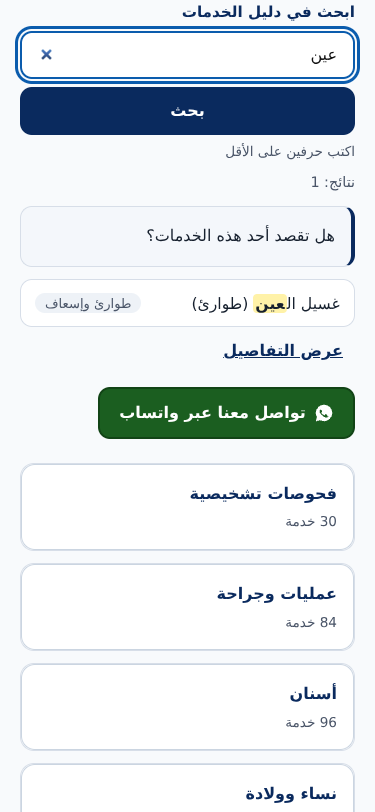 ابحث في دليل الخدمات
عين
بحث
اكتب حرفين على الأقل
نتائج: 1
هل تقصد أحد هذه الخدمات؟
غسيل العين (طوارئ) طوارئ وإسعاف
عرض التفاصيل
تواصل معنا عبر واتساب
فحوصات تشخيصية
30 خدمة
عمليات وجراحة
84 خدمة
أسنان
96 خدمة
نساء وولادة